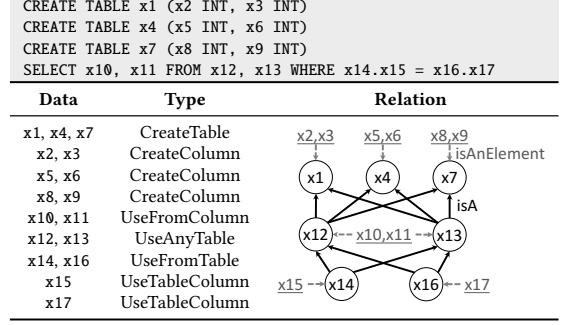 CREATE TABLE x1 (x2 INT, x3 INT)
CREATE TABLE x4 (x5 INT, x6 INT)
CREATE TABLE x7 (x8 INT, x9 INT)
SELECT x10, x11 FROM x12, x13 WHERE x14.x15 = x16.x17
Data Type Relation
x1, x4, x7 CreateTable
x2, x3 CreateColumn
x5, x6 CreateColumn
x8, x9 CreateColumn
x10, x11 UseFromColumn
x12, x13 UseAnyTable
x14, x16 UseFromTable
x15 UseTableColumn
x17 UseTableColumn
x2,x3 x5,x6 x8,x9
isAnElement
x1 x4 x7
isA
x12 x10,x11 x13
x15 x14 x16 x17